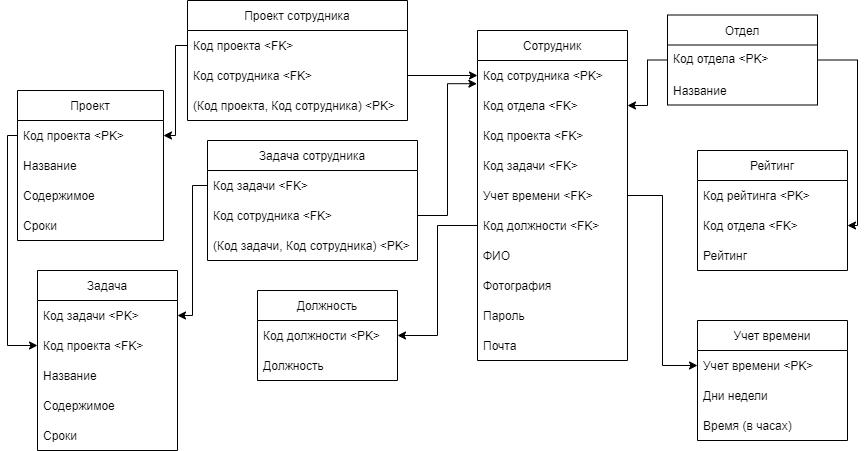 Проект сотрудника
Код проекта <FK>
Код сотрудника <FK>
(Код проекта, Код сотрудника) <PK>
Сотрудник
Код сотрудника <PK>
Код отдела <FK>
Код проекта <FK>
Код задачи <FK>
Учет времени <FK>
Код должности <FK>
ФИО
Фотография
Пароль
Почта
Отдел
Код отдела <PK>
Название
Проект
Код проекта <PK>
Название
Содержимое
Сроки
Задача сотрудника
Код задачи <FK>
Код сотрудника <FK>
(Код задачи, Код сотрудника) <PK>
Рейтинг
Код рейтинга <PK>
Код отдела <FK>
Рейтинг
Задача
Код задачи <PK>
Код проекта <FK>
Название
Содержимое
Сроки
Должность
Код должности <PK>
Должность
Учет времени
Учет времени <PK>
Дни недели
Время (в часах)